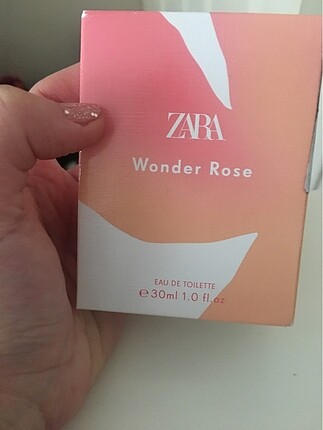 ZARA
Wonder Rose
EAU DE TOILETTE
℮30ml 1.0 fl.oz